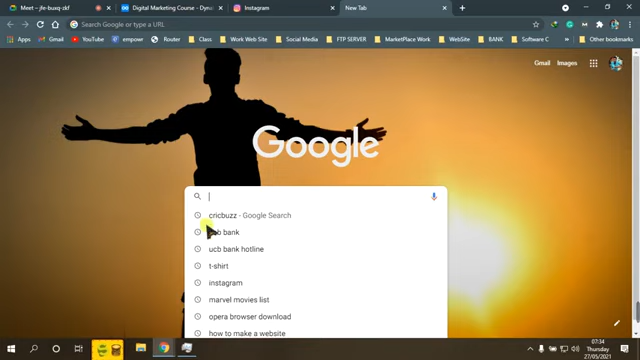 Meet – jfe-buxq-zkf
Digital Marketing Course - Dyna
Instagram
New Tab
Search Google or type a URL
Apps
Gmail
YouTube
empowr
Router
Class
Work Web Site
Social Media
FTP SERVER
MarketPlace Work
WebSite
BANK
Software C
»
Other bookmarks
Gmail
Images
Google
cricbuzz - Google Search
bank
ucb bank hotline
t-shirt
instagram
marvel movies list
opera browser download
how to make a website
07:34
Thursday
27/05/2021